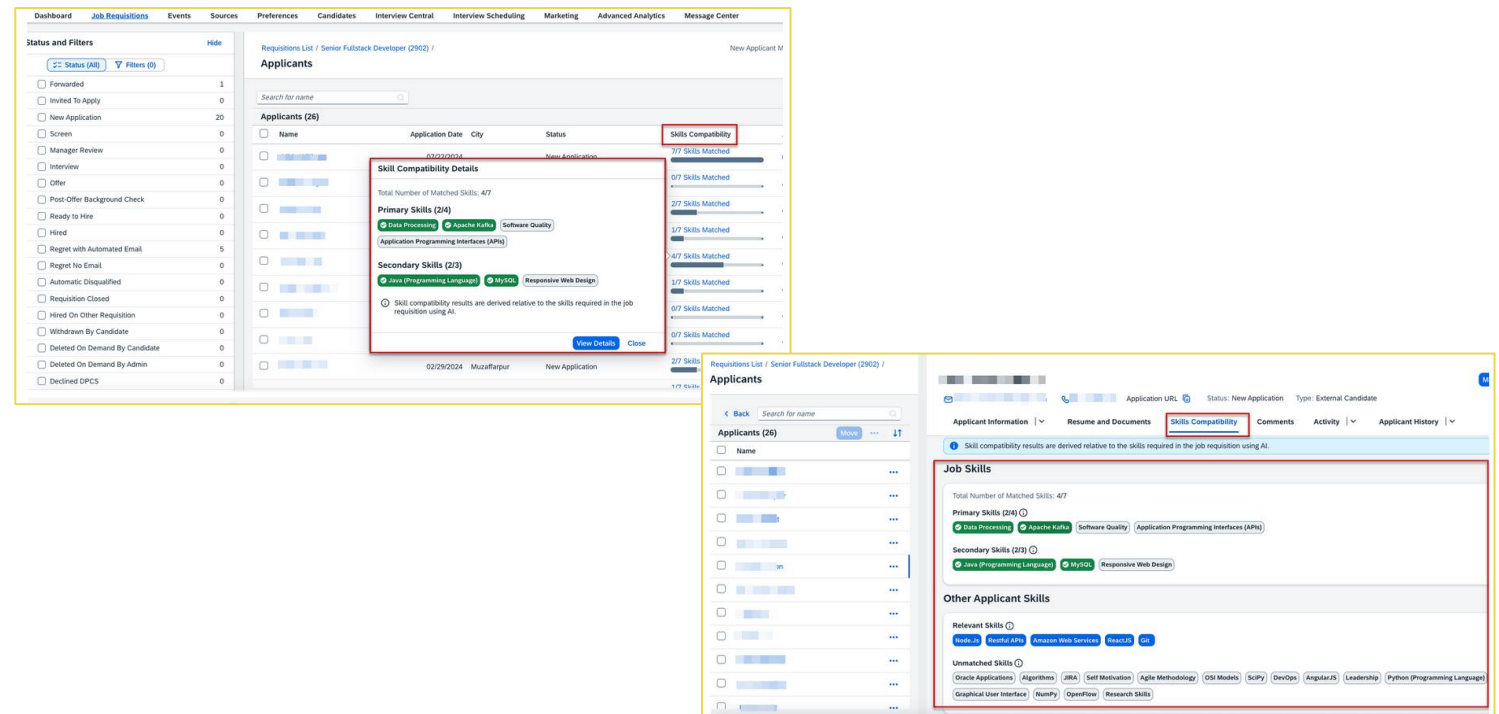 Dashboard Job Requisitions Events Sources Preferences Candidates Interview Central Interview Scheduling Marketing Advanced Analytics Message Center
Status and Filters Hide
Status (All) Filters (0)
Forwarded 1
Invited To Apply 0
New Application 20
Screen 0
Manager Review 0
Interview 0
Offer 0
Post-Offer Background Check 0
Ready to Hire 0
Hired 0
Regret with Automated Email 5
Regret No Email 0
Automatic Disqualified 0
Requisition Closed 0
Hired On Other Requisition 0
Withdrawn By Candidate 0
Deleted On Demand By Candidate 0
Deleted On Demand By Admin 0
Declined DPCS 0
Requisitions List / Senior Fullstack Developer (2902) /
New Applicant M
Applicants
Search for name
Applicants (26)
Name Application Date City Status Skills Compatibility
07/22/2024 New Application 7/7 Skills Matched
0/7 Skills Matched
2/7 Skills Matched
1/7 Skills Matched
4/7 Skills Matched
1/7 Skills Matched
0/7 Skills Matched
0/7 Skills Matched
02/29/2024 Muzaffarpur New Application 2/7 Skills
1/7 Skills
Skill Compatibility Details
Total Number of Matched Skills: 4/7
Primary Skills (2/4)
Data Processing Apache Kafka Software Quality
Application Programming Interfaces (APIs)
Secondary Skills (2/3)
Java (Programming Language) MySQL Responsive Web Design
Skill compatibility results are derived relative to the skills required in the job
requisition using AI.
View Details Close
Requisitions List / Senior Fullstack Developer (2902) /
Applicants
Back Search for name
Applicants (26) Move
Name
on
Application URL Status: New Application Type: External Candidate
Applicant Information Resume and Documents Skills Compatibility Comments Activity Applicant History
Skill compatibility results are derived relative to the skills required in the job requisition using AI.
Job Skills
Total Number of Matched Skills: 4/7
Primary Skills (2/4)
Data Processing Apache Kafka Software Quality Application Programming Interfaces (APIs)
Secondary Skills (2/3)
Java (Programming Language) MySQL Responsive Web Design
Other Applicant Skills
Relevant Skills
Node.Js Restful APIs Amazon Web Services ReactJS Git
Unmatched Skills
Oracle Applications Algorithms JIRA Self Motivation Agile Methodology OSI Models SciPy DevOps AngularJS Leadership Python (Programming Language)
Graphical User Interface NumPy OpenFlow Research Skills